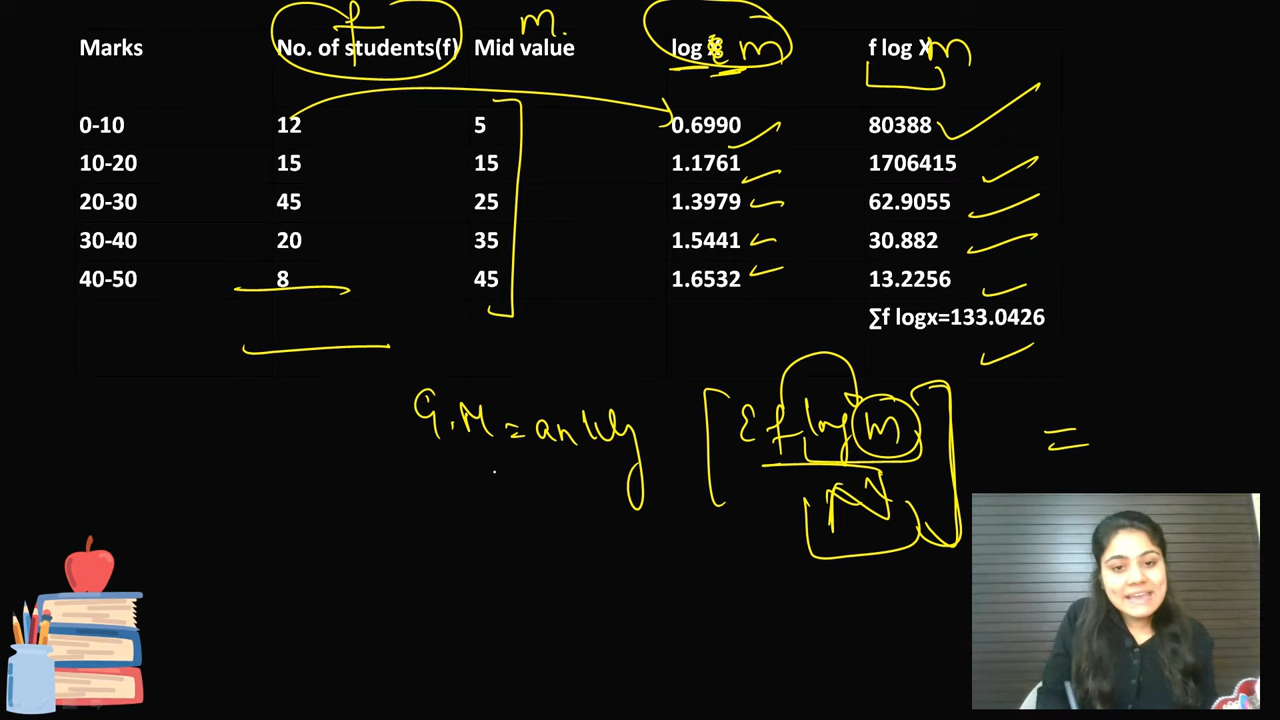 f
m.
Marks No. of students(f) Mid value log m f log Xm
0-10 12 5 0.6990 80388
10-20 15 15 1.1761 1706415
20-30 45 25 1.3979 62.9055
30-40 20 35 1.5441 30.882
40-50 8 45 1.6532 13.2256
∑f logx=133.0426
G.M = antilog [ Σ f log m ] =
N